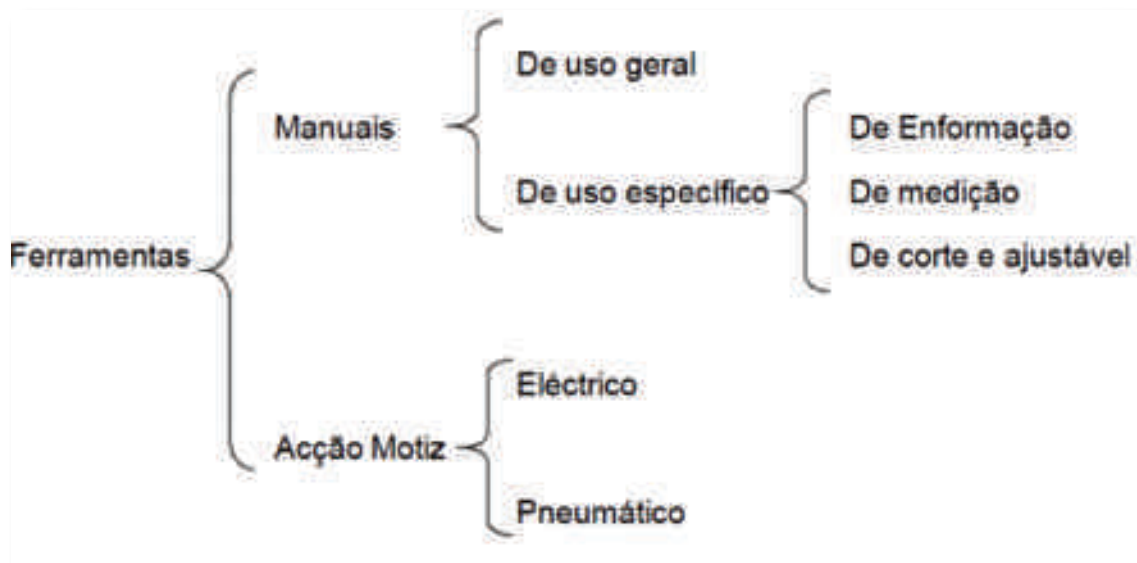 De uso geral
Manuais
De Enformação
De uso específico
De medição
Ferramentas
De corte e ajustável
Eléctrico
Acção Motiz
Pneumático